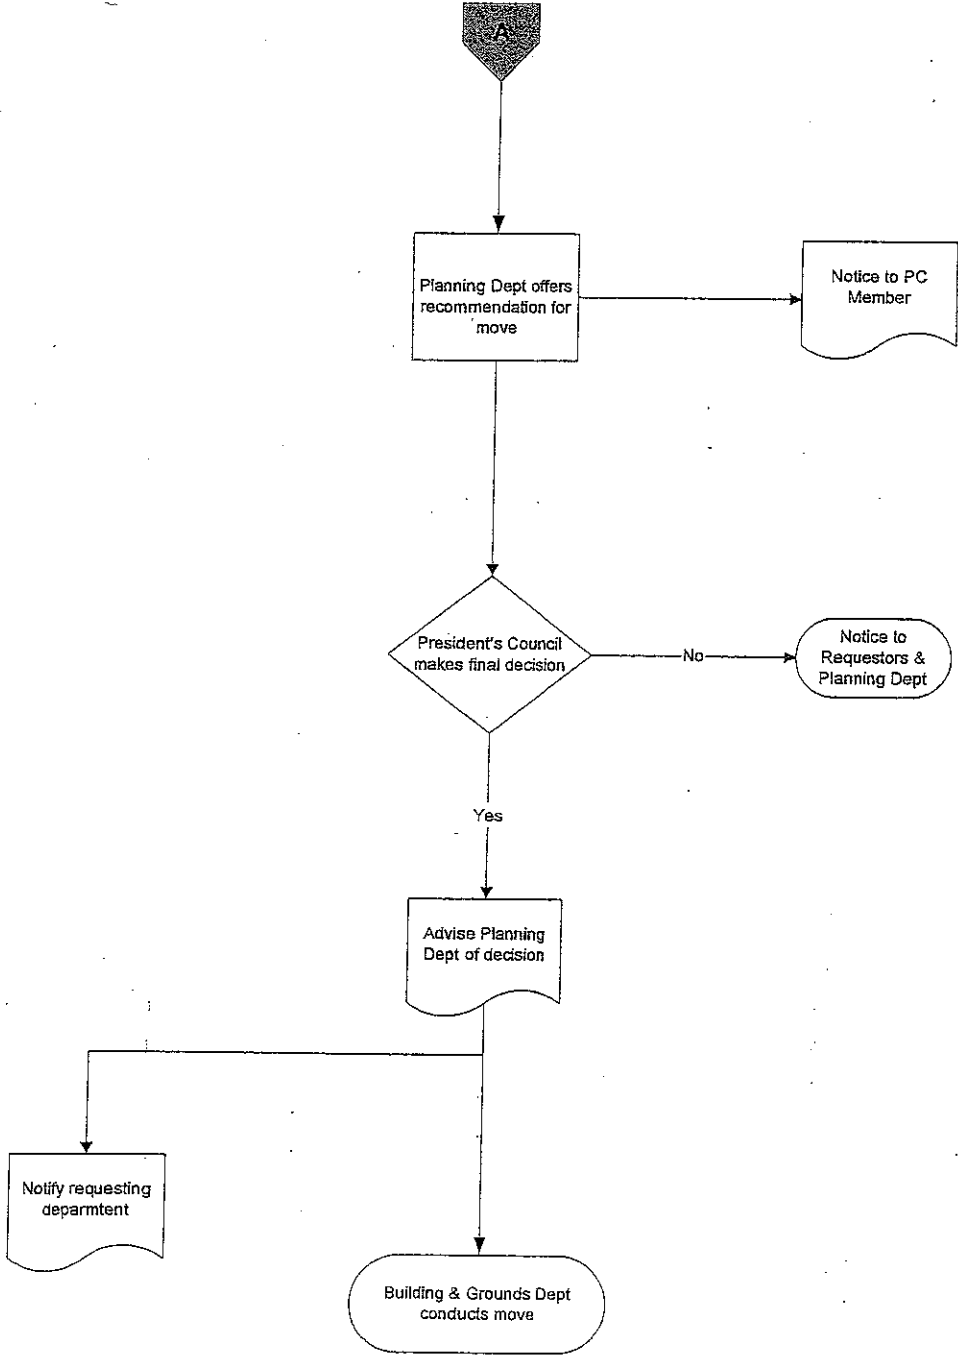 A
Planning Dept offers
recommendation for
move
Notice to PC
Member
President's Council
makes final decision
No
Notice to
Requestors &
Planning Dept
Yes
Advise Planning
Dept of decision
Notify requesting
deparmtent
Building & Grounds Dept
conducts move